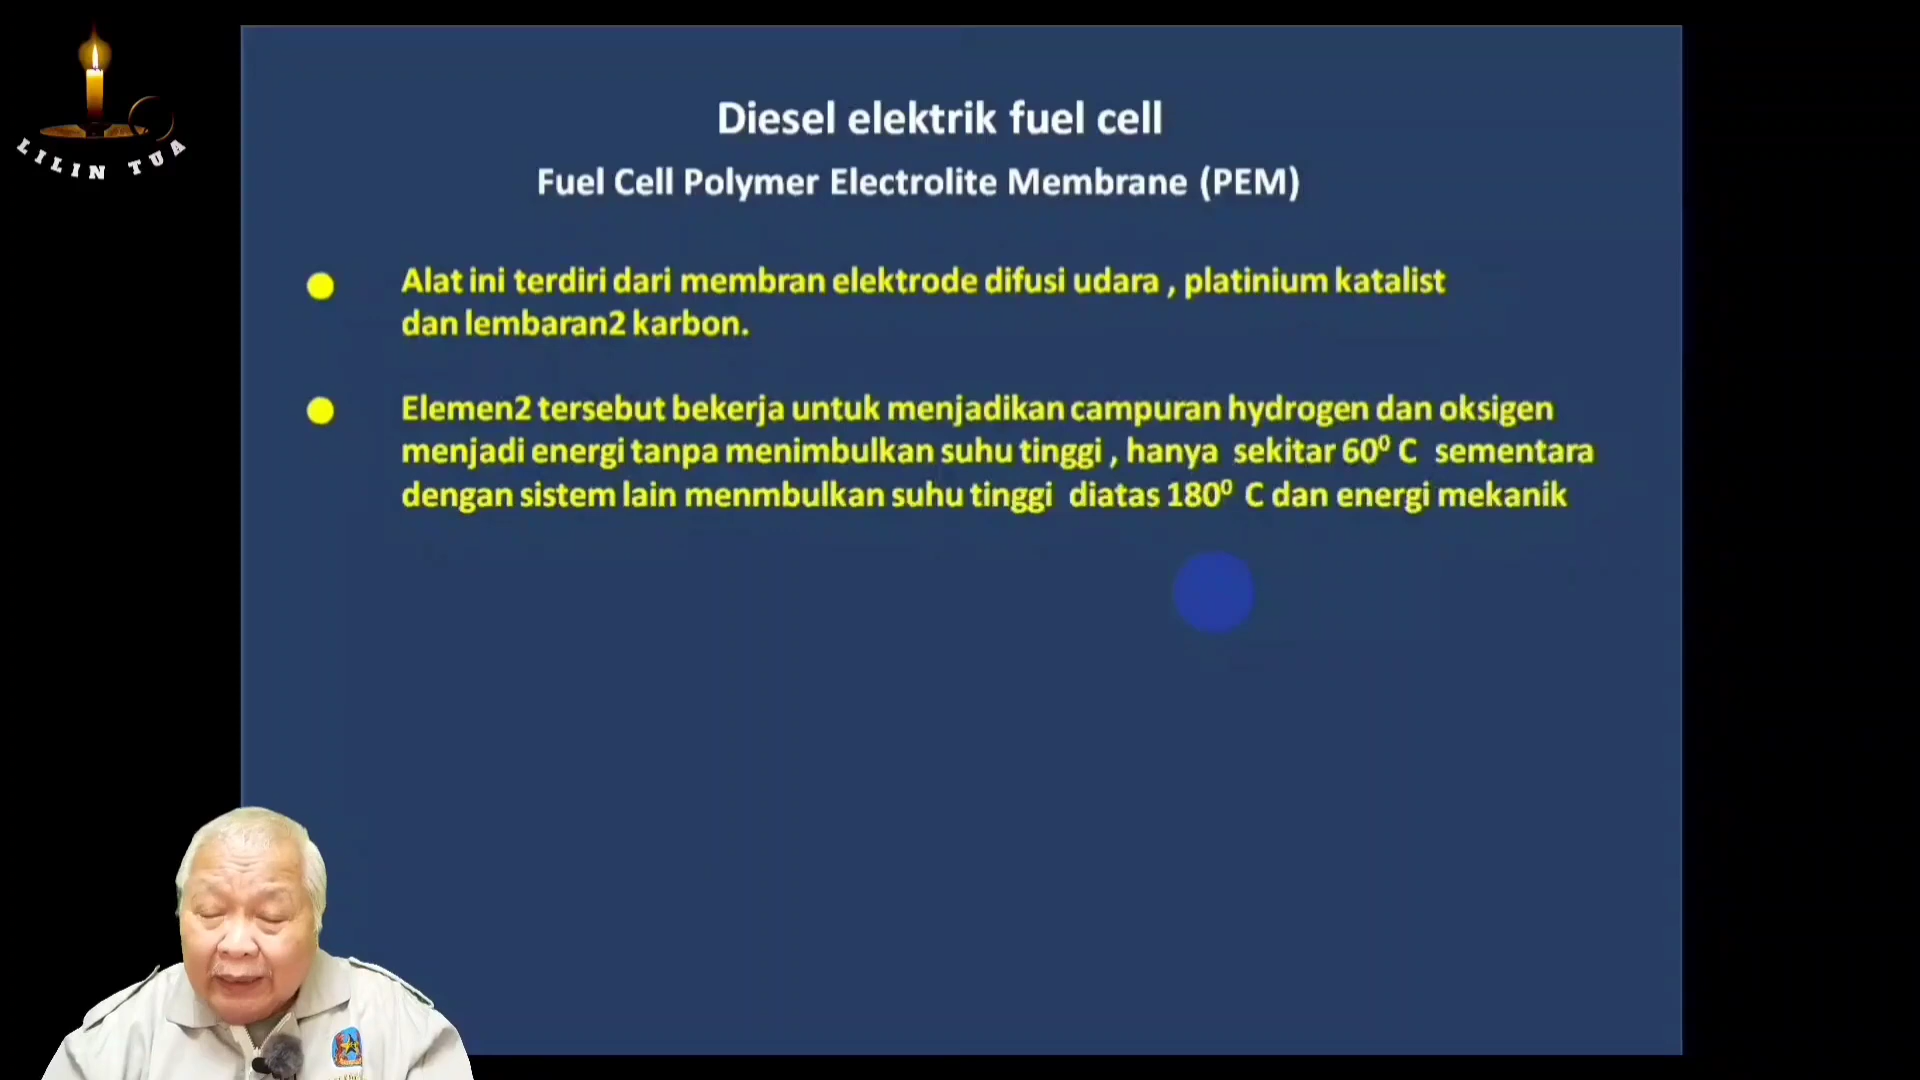 LILIN TUA
Diesel elektrik fuel cell
Fuel Cell Polymer Electrolite Membrane (PEM)
Alat ini terdiri dari membran elektrode difusi udara , platinium katalist
dan lembaran2 karbon.
Elemen2 tersebut bekerja untuk menjadikan campuran hydrogen dan oksigen
menjadi energi tanpa menimbulkan suhu tinggi , hanya sekitar 60⁰ C sementara
dengan sistem lain menmbulkan suhu tinggi diatas 180⁰ C dan energi mekanik